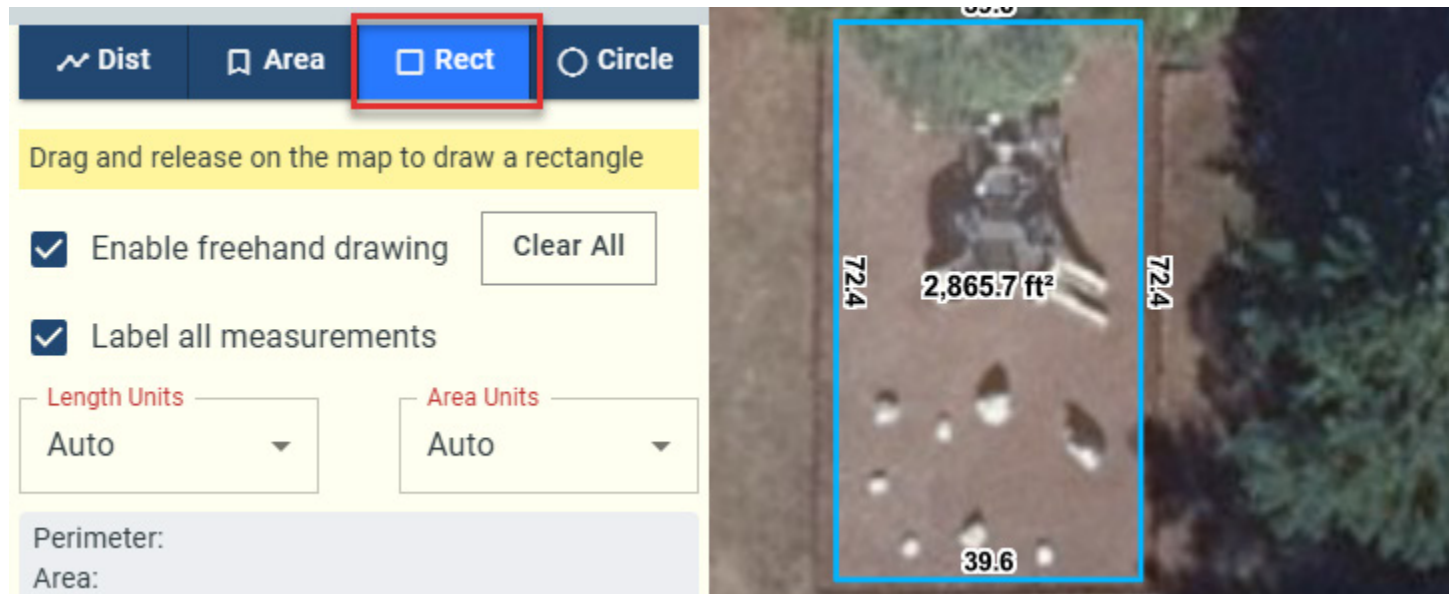 Dist Area Rect Circle
Drag and release on the map to draw a rectangle
Enable freehand drawing Clear All
Label all measurements
Length Units Area Units
Auto Auto
Perimeter:
Area:
72.4
2,865.7 ft²
72.4
39.6